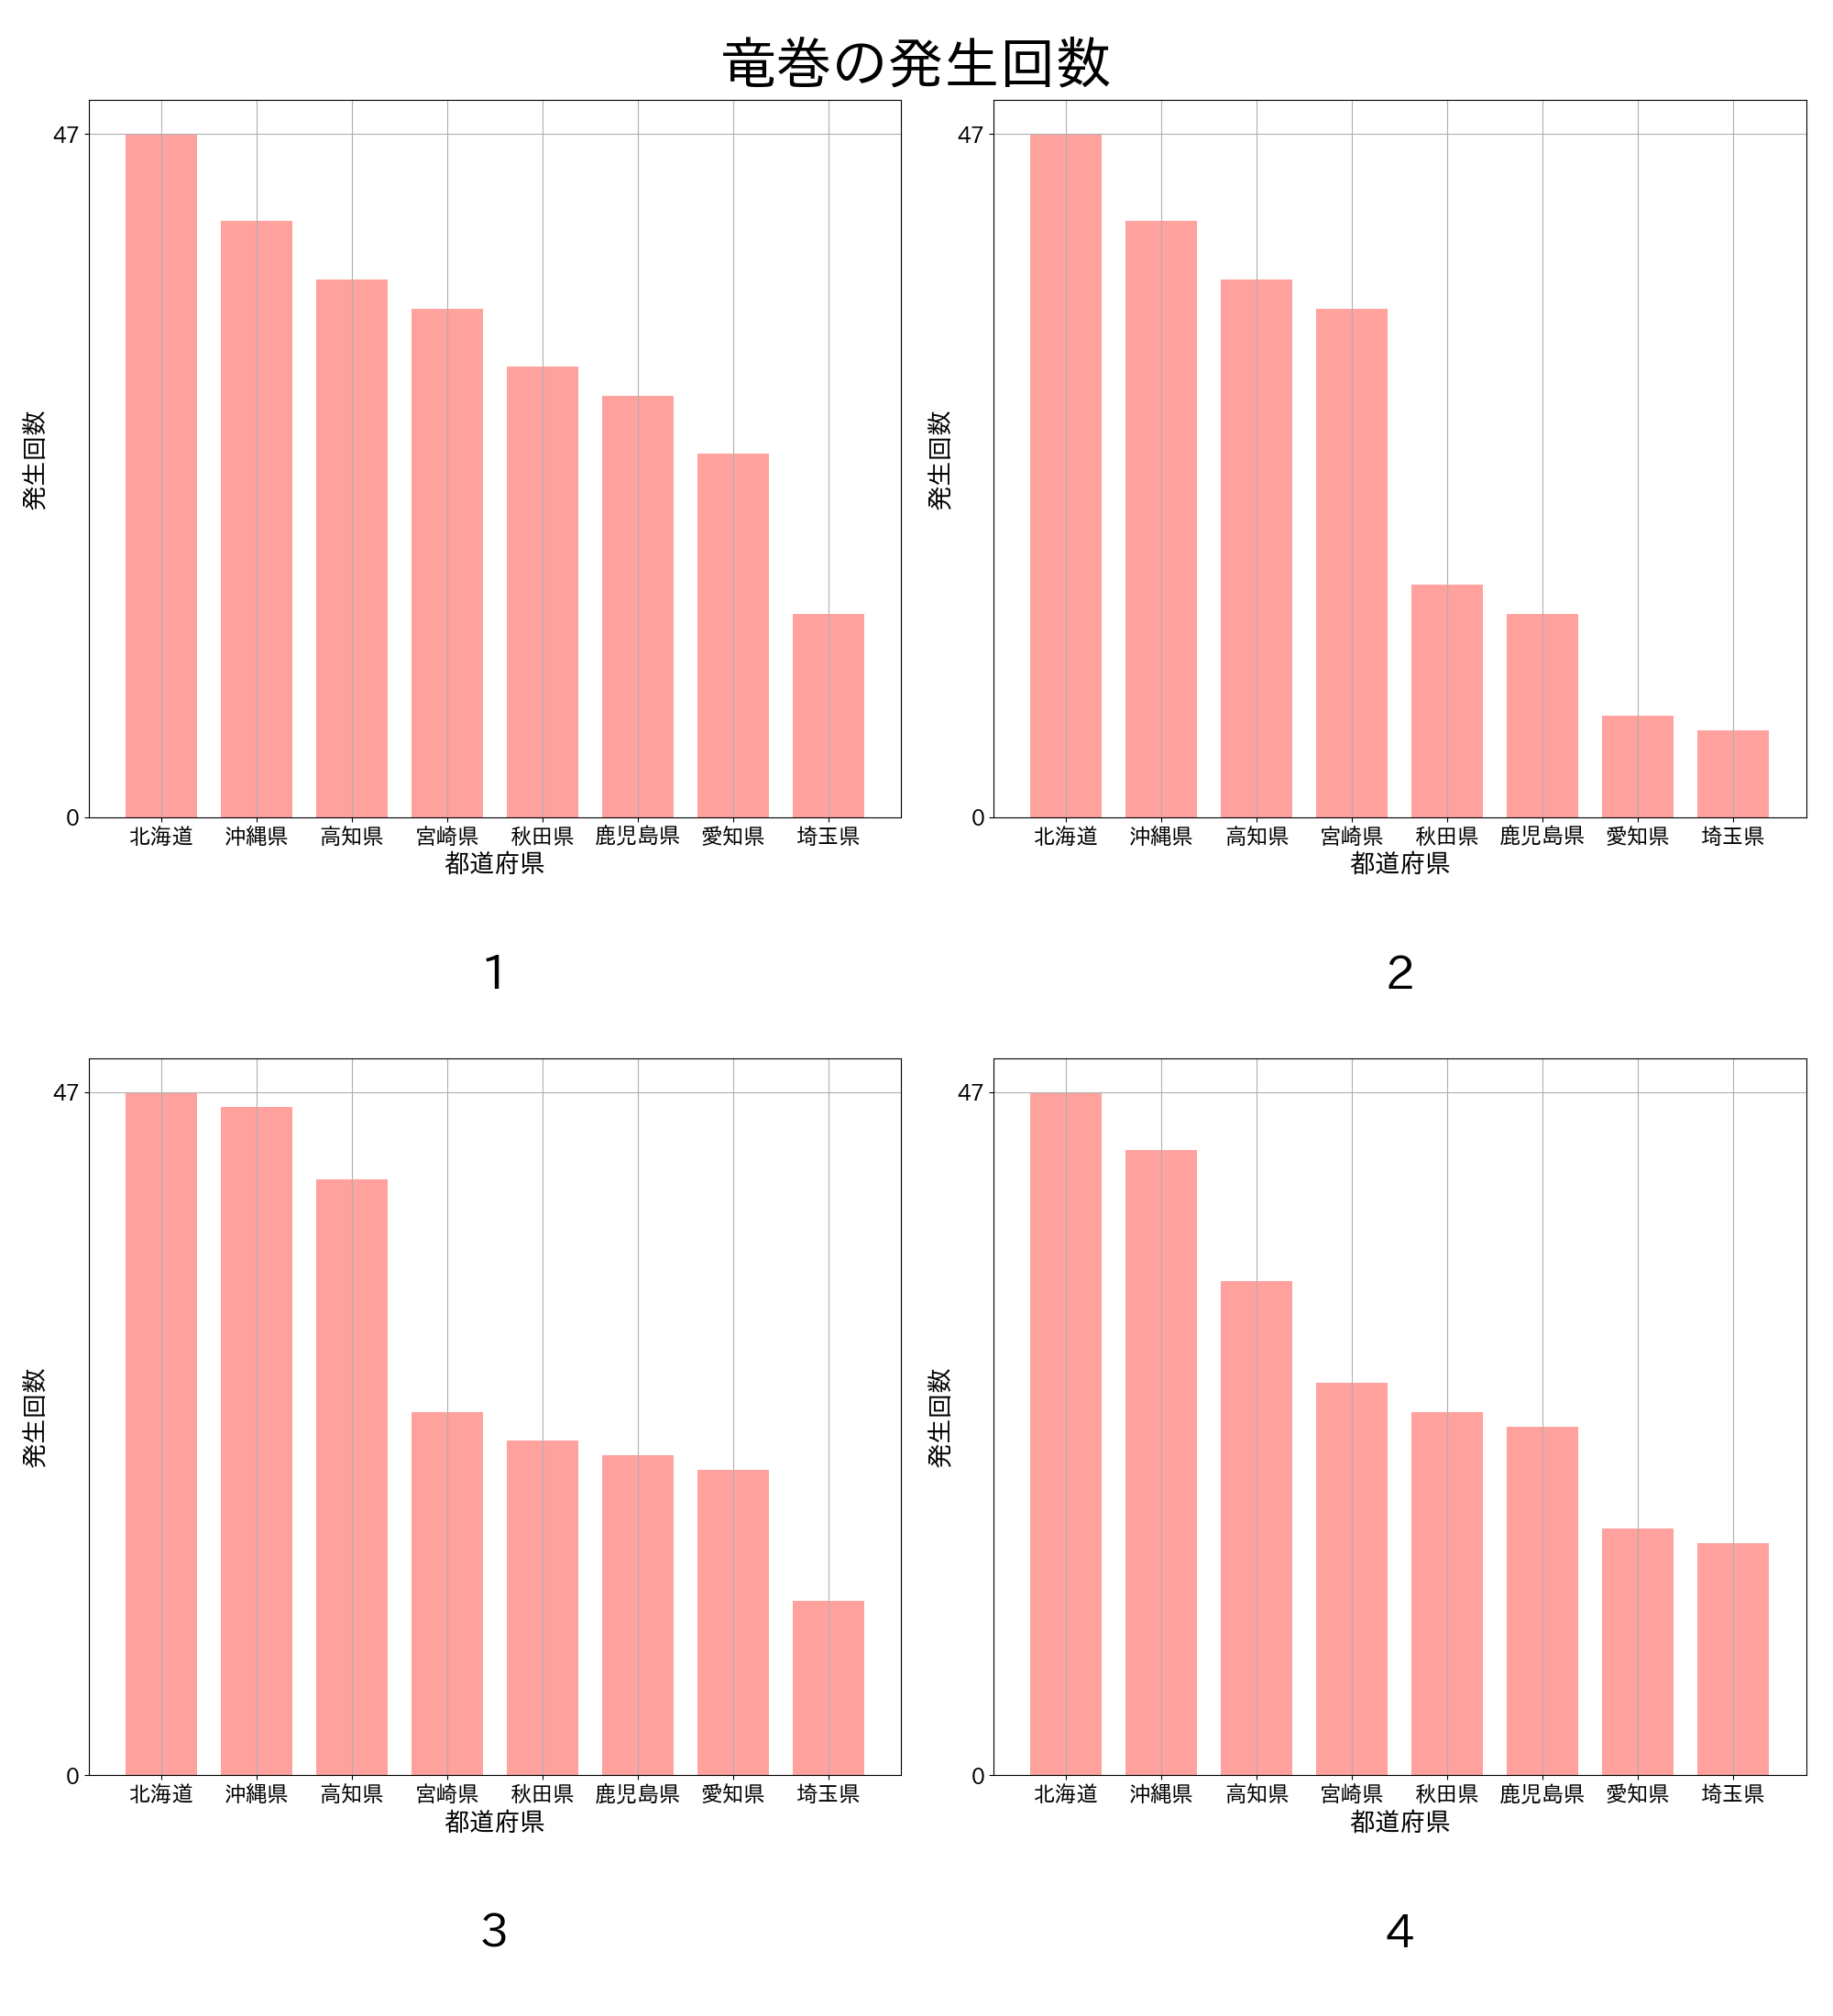 竜巻の発生回数
47
0
発生回数
北海道 沖縄県 高知県 宮崎県 秋田県 鹿児島県 愛知県 埼玉県
都道府県
1
47
0
発生回数
北海道 沖縄県 高知県 宮崎県 秋田県 鹿児島県 愛知県 埼玉県
都道府県
2
47
0
発生回数
北海道 沖縄県 高知県 宮崎県 秋田県 鹿児島県 愛知県 埼玉県
都道府県
3
47
0
発生回数
北海道 沖縄県 高知県 宮崎県 秋田県 鹿児島県 愛知県 埼玉県
都道府県
4